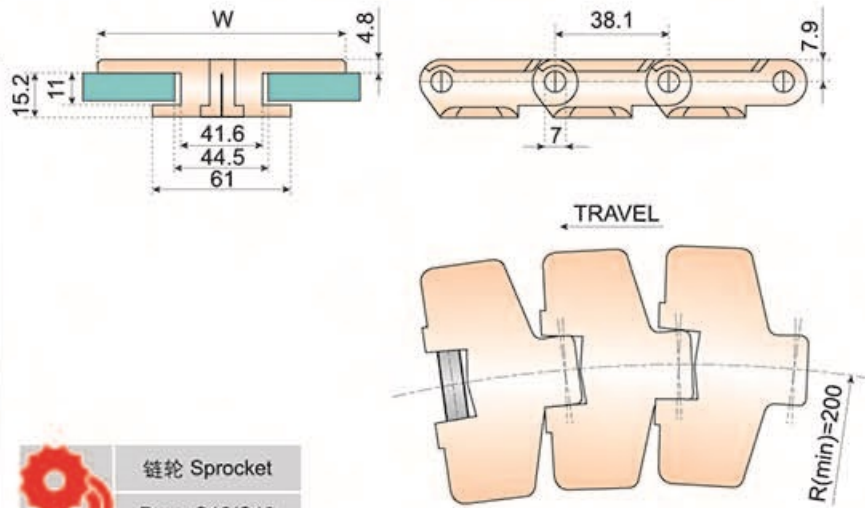 W
4.8
15.2
11
41.6
44.5
61
38.1
7.9
7
TRAVEL
R(min)=200
链轮 Sprocket